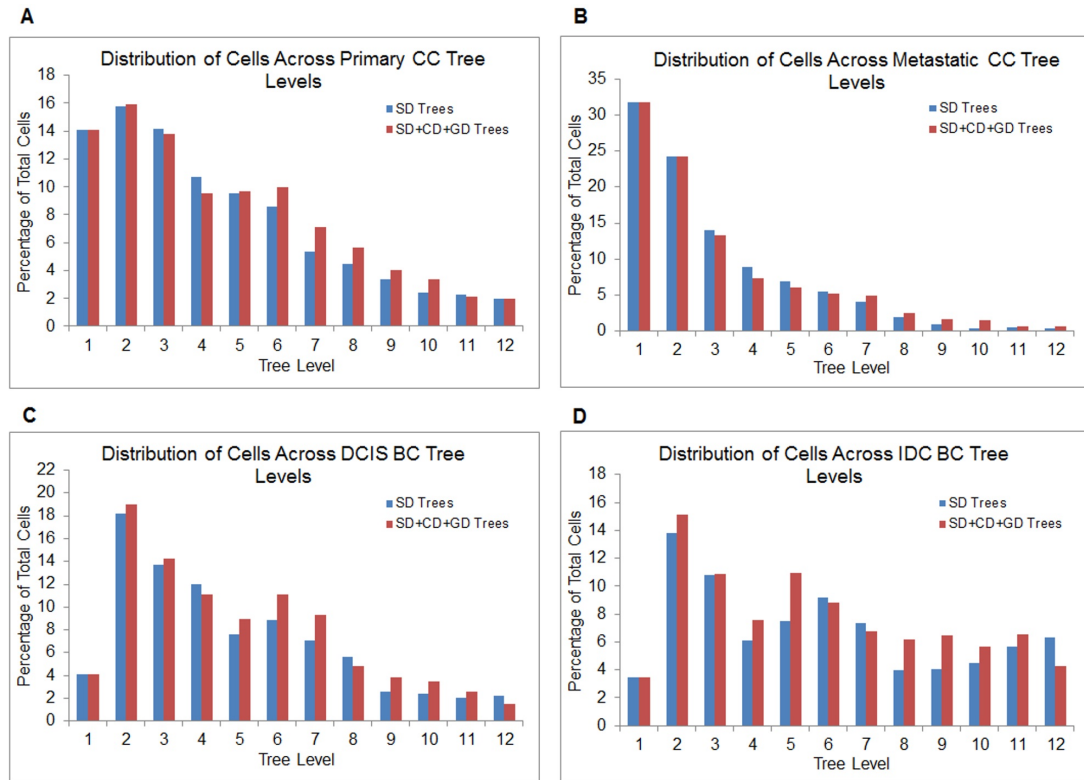 A
Distribution of Cells Across Primary CC Tree
Levels
SD Trees
SD+CD+GD Trees
Percentage of Total Cells
18
16
14
12
10
8
6
4
2
0
1 2 3 4 5 6 7 8 9 10 11 12
Tree Level
B
Distribution of Cells Across Metastatic CC Tree
Levels
SD Trees
SD+CD+GD Trees
Percentage of Total Cells
35
30
25
20
15
10
5
0
1 2 3 4 5 6 7 8 9 10 11 12
Tree Level
C
Distribution of Cells Across DCIS BC Tree
Levels
SD Trees
SD+CD+GD Trees
Percentage of Total Cells
22
20
18
16
14
12
10
8
6
4
2
0
1 2 3 4 5 6 7 8 9 10 11 12
Tree Level
D
Distribution of Cells Across IDC BC Tree
Levels
SD Trees
SD+CD+GD Trees
Percentage of Total Cells
18
16
14
12
10
8
6
4
2
0
1 2 3 4 5 6 7 8 9 10 11 12
Tree Level